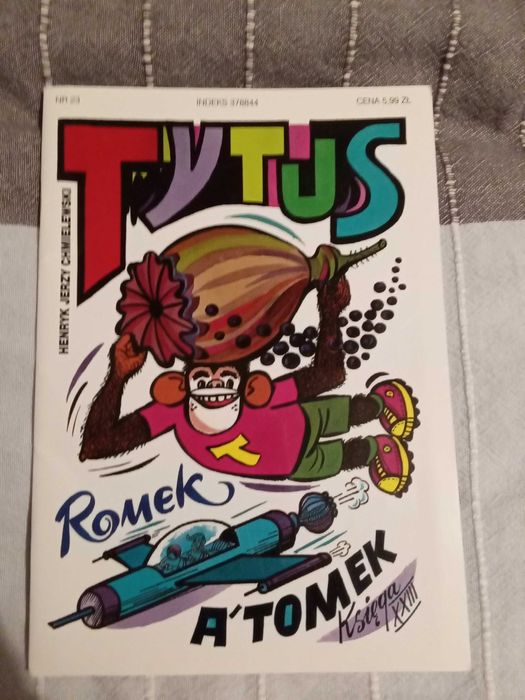 NR 23 INDEKS 378844 CENA 5,99 ZŁ
TYTUS
HENRYK JERZY CHMIELEWSKI
T
ROMEK
A'TOMEK
księga
XXIII